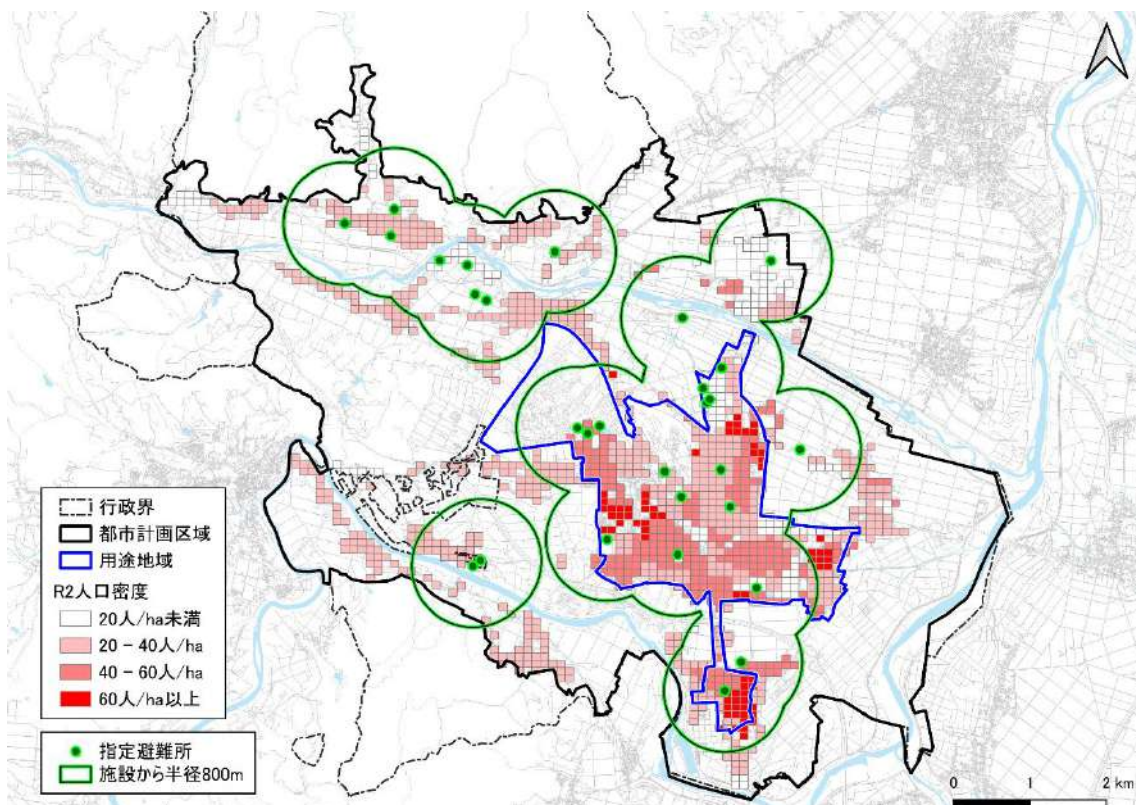 行政界
都市計画区域
用途地域
R2人口密度
20人/ha未満
20-40人/ha
40-60人/ha
60人/ha以上
指定避難所
施設から半径800m
0 1 2 km